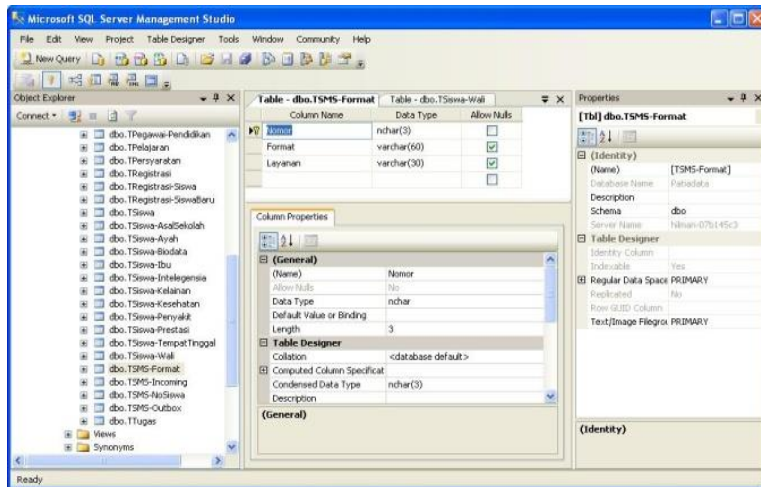 Microsoft SQL Server Management Studio
File Edit View Project Table Designer Tools Window Community Help
New Query
Object Explorer
Connect
dbo.TPegawai-Pendidikan
dbo.TPelajaran
dbo.TPersyaratan
dbo.TRegistrasi
dbo.TRegistrasi-Siswa
dbo.TRegistrasi-SiswaBaru
dbo.TSiswa
dbo.TSiswa-AsalSekolah
dbo.TSiswa-Ayah
dbo.TSiswa-Biodata
dbo.TSiswa-Ibu
dbo.TSiswa-Intelegensia
dbo.TSiswa-Kelainan
dbo.TSiswa-Kesehatan
dbo.TSiswa-Penyakit
dbo.TSiswa-Prestasi
dbo.TSiswa-TempatTinggal
dbo.TSiswa-Wali
dbo.TSMS-Format
dbo.TSMS-Incoming
dbo.TSMS-NoSiswa
dbo.TSMS-Outbox
dbo.TTugas
Views
Synonyms
Table - dbo.TSMS-Format Table - dbo.TSiswa-Wali
Column Name Data Type Allow Nulls
Nomor nchar(3)
Format varchar(60)
Layanan varchar(30)
Column Properties
(General)
(Name) Nomor
Allow Nulls No
Data Type nchar
Default Value or Binding
Length 3
Table Designer
Collation <database default>
Computed Column Specificat
Condensed Data Type nchar(3)
Description
(General)
Properties
[Tbl] dbo.TSMS-Format
(Identity)
(Name) [TSMS-Format]
Database Name
Description
Schema dbo
Server Name
Table Designer
Identity Column
Indexable Yes
Regular Data Space PRIMARY
Replicated No
Row GUID Column
Text/Image Filegrou PRIMARY
(Identity)
Ready